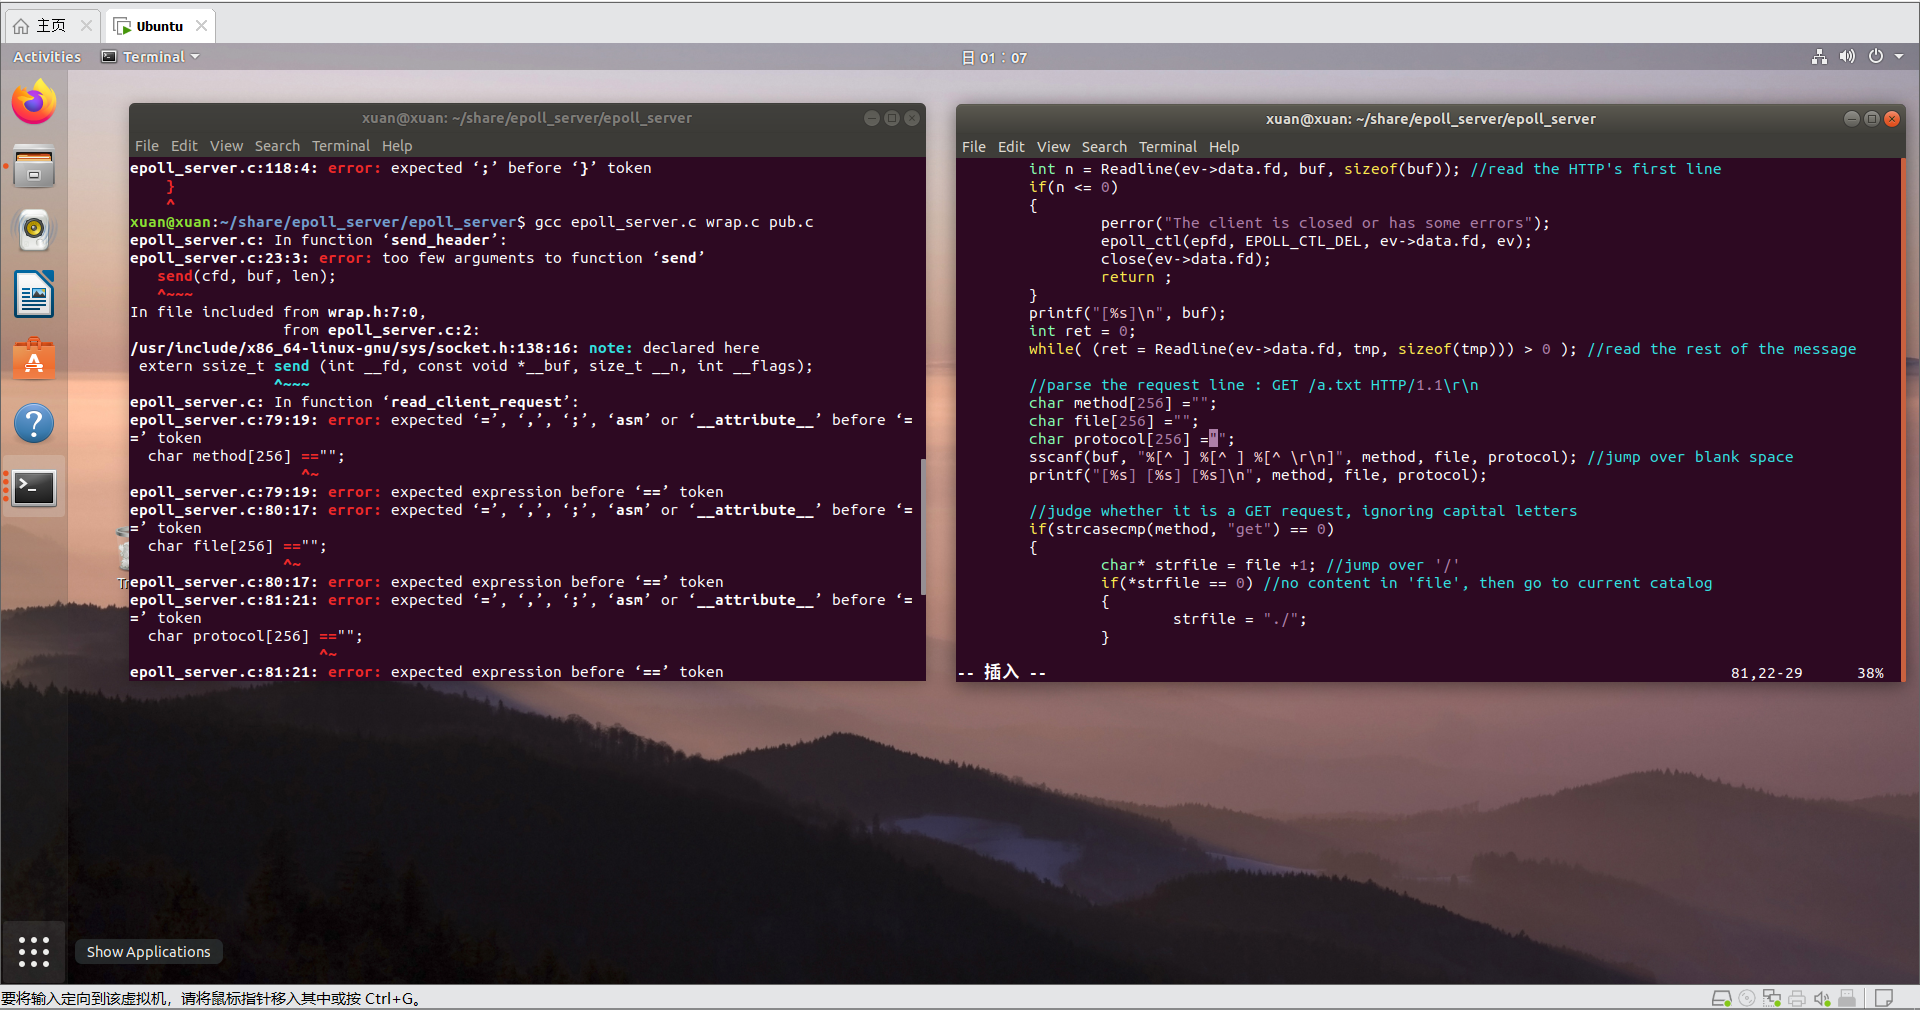 主页
Ubuntu
Activities
Terminal
日 01：07
xuan@xuan: ~/share/epoll_server/epoll_server
File Edit View Search Terminal Help
epoll_server.c:118:4: error: expected ‘;’ before ‘}’ token
}
^
xuan@xuan:~/share/epoll_server/epoll_server$ gcc epoll_server.c wrap.c pub.c
epoll_server.c: In function ‘send_header’:
epoll_server.c:23:3: error: too few arguments to function ‘send’
send(cfd, buf, len);
^~~~
In file included from wrap.h:7:0,
from epoll_server.c:2:
/usr/include/x86_64-linux-gnu/sys/socket.h:138:16: note: declared here
extern ssize_t send (int __fd, const void *__buf, size_t __n, int __flags);
^~~~
epoll_server.c: In function ‘read_client_request’:
epoll_server.c:79:19: error: expected ‘=’, ‘,’, ‘;’, ‘asm’ or ‘__attribute__’ before ‘=
=’ token
char method[256] =="";
^~
epoll_server.c:79:19: error: expected expression before ‘==’ token
epoll_server.c:80:17: error: expected ‘=’, ‘,’, ‘;’, ‘asm’ or ‘__attribute__’ before ‘=
=’ token
char file[256] =="";
^~
epoll_server.c:80:17: error: expected expression before ‘==’ token
epoll_server.c:81:21: error: expected ‘=’, ‘,’, ‘;’, ‘asm’ or ‘__attribute__’ before ‘=
=’ token
char protocol[256] =="";
^~
epoll_server.c:81:21: error: expected expression before ‘==’ token
xuan@xuan: ~/share/epoll_server/epoll_server
File Edit View Search Terminal Help
int n = Readline(ev->data.fd, buf, sizeof(buf)); //read the HTTP's first line
if(n <= 0)
{
perror("The client is closed or has some errors");
epoll_ctl(epfd, EPOLL_CTL_DEL, ev->data.fd, ev);
close(ev->data.fd);
return ;
}
printf("[%s]\n", buf);
int ret = 0;
while( (ret = Readline(ev->data.fd, tmp, sizeof(tmp))) > 0 ); //read the rest of the message
//parse the request line : GET /a.txt HTTP/1.1\r\n
char method[256] ="";
char file[256] ="";
char protocol[256] ="";
sscanf(buf, "%[^ ] %[^ ] %[^ \r\n]", method, file, protocol); //jump over blank space
printf("[%s] [%s] [%s]\n", method, file, protocol);
//judge whether it is a GET request, ignoring capital letters
if(strcasecmp(method, "get") == 0)
{
char* strfile = file +1; //jump over '/'
if(*strfile == 0) //no content in 'file', then go to current catalog
{
strfile = "./";
}
-- 插入 --
81,22-29
38%
Show Applications
要将输入定向到该虚拟机，请将鼠标指针移入其中或按 Ctrl+G。